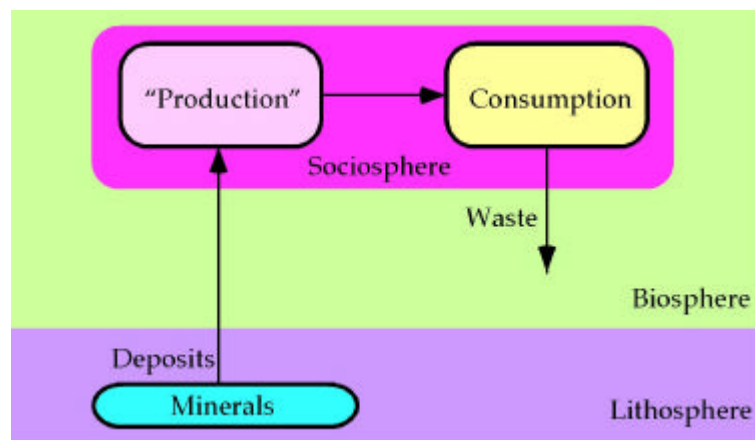 “Production”
Consumption
Sociosphere
Waste
Biosphere
Deposits
Minerals
Lithosphere